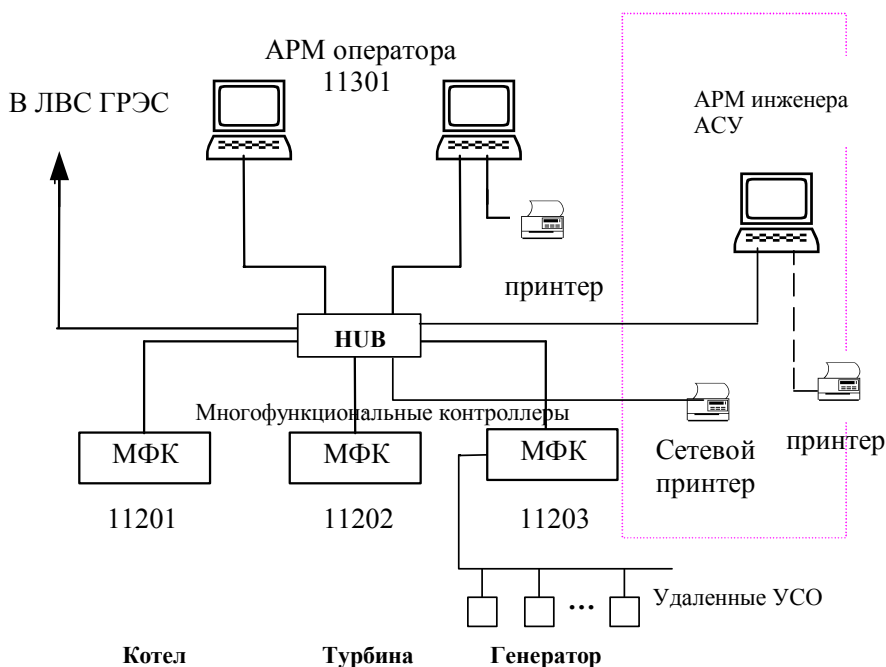 АРМ оператора
11301
В ЛВС ГРЭС
АРМ инженера
АСУ
принтер
HUB
Многофункциональные контроллеры
МФК
МФК
МФК
Сетевой
принтер
принтер
11201
11202
11203
...
Удаленные УСО
Котел
Турбина
Генератор